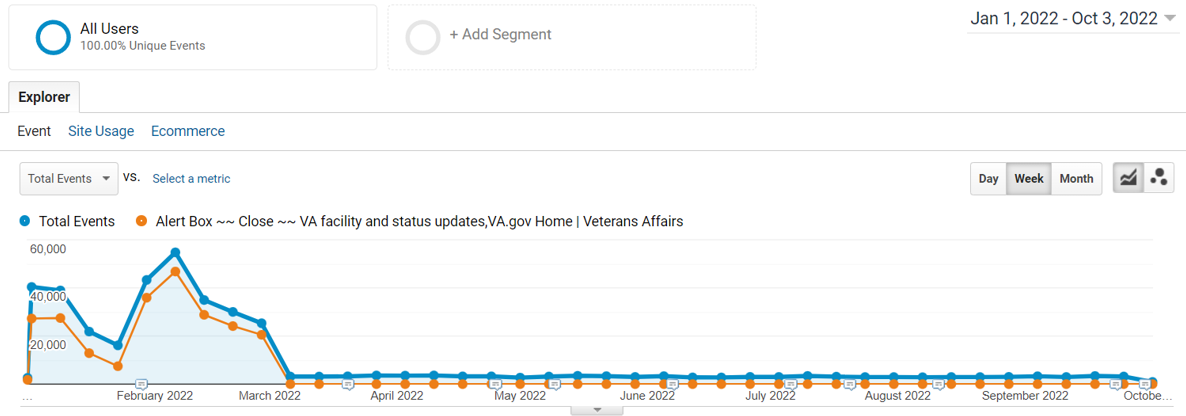 All Users
100.00% Unique Events
+ Add Segment
Jan 1, 2022 - Oct 3, 2022
Explorer
Event Site Usage Ecommerce
Total Events vs. Select a metric
Day Week Month
Total Events Alert Box ~~ Close ~~ VA facility and status updates,VA.gov Home | Veterans Affairs
60,000
40,000
20,000
... February 2022 March 2022 April 2022 May 2022 June 2022 July 2022 August 2022 September 2022 Octobe...